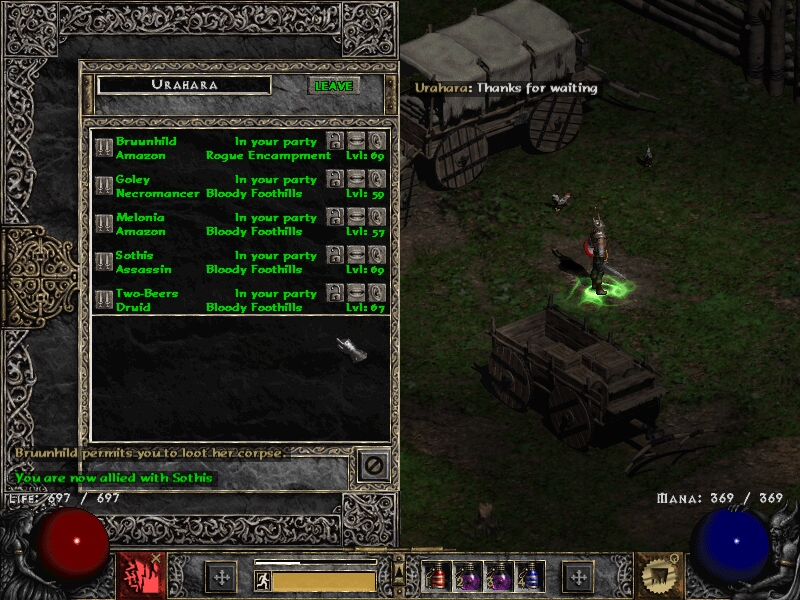 Urahara
LEAVE
Urahara: Thanks for waiting
Bruunhild In your party
Amazon Rogue Encampment Lvl: 69
Goley In your party
Necromancer Bloody Foothills Lvl: 59
Melonia In your party
Amazon Bloody Foothills Lvl: 57
Sothis In your party
Assassin Bloody Foothills Lvl: 69
Two-Beers In your party
Druid Bloody Foothills Lvl: 67
Bruunhild permits you to loot her corpse.
You are now allied with Sothis
Life: 697 / 697
Mana: 369 / 369